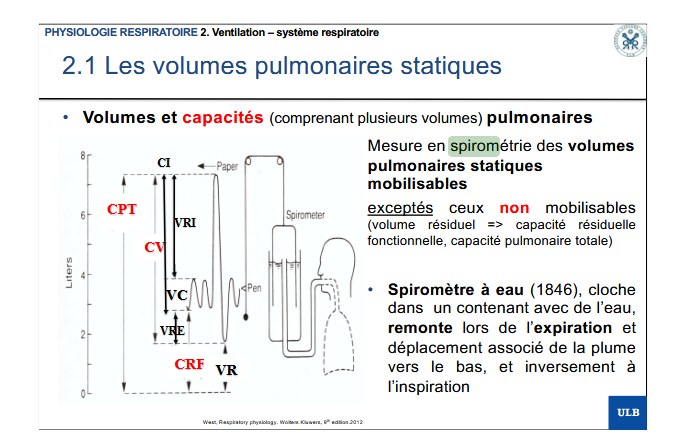 PHYSIOLOGIE RESPIRATOIRE 2. Ventilation – système respiratoire
2.1 Les volumes pulmonaires statiques
• Volumes et capacités (comprenant plusieurs volumes) pulmonaires
Mesure en spirométrie des volumes
pulmonaires statiques
mobilisables
exceptés ceux non mobilisables
(volume résiduel => capacité résiduelle
fonctionnelle, capacité pulmonaire totale)
• Spiromètre à eau (1846), cloche
dans un contenant avec de l’eau,
remonte lors de l’expiration et
déplacement associé de la plume
vers le bas, et inversement à
l’inspiration
8
6
4
2
0
Liters
CI
Paper
CPT
VRI
Spirometer
CV
VC
Pen
VRE
CRF
VR
West, Respiratory physiology. Wolters Kluwers, 9th edition.2012
ULB